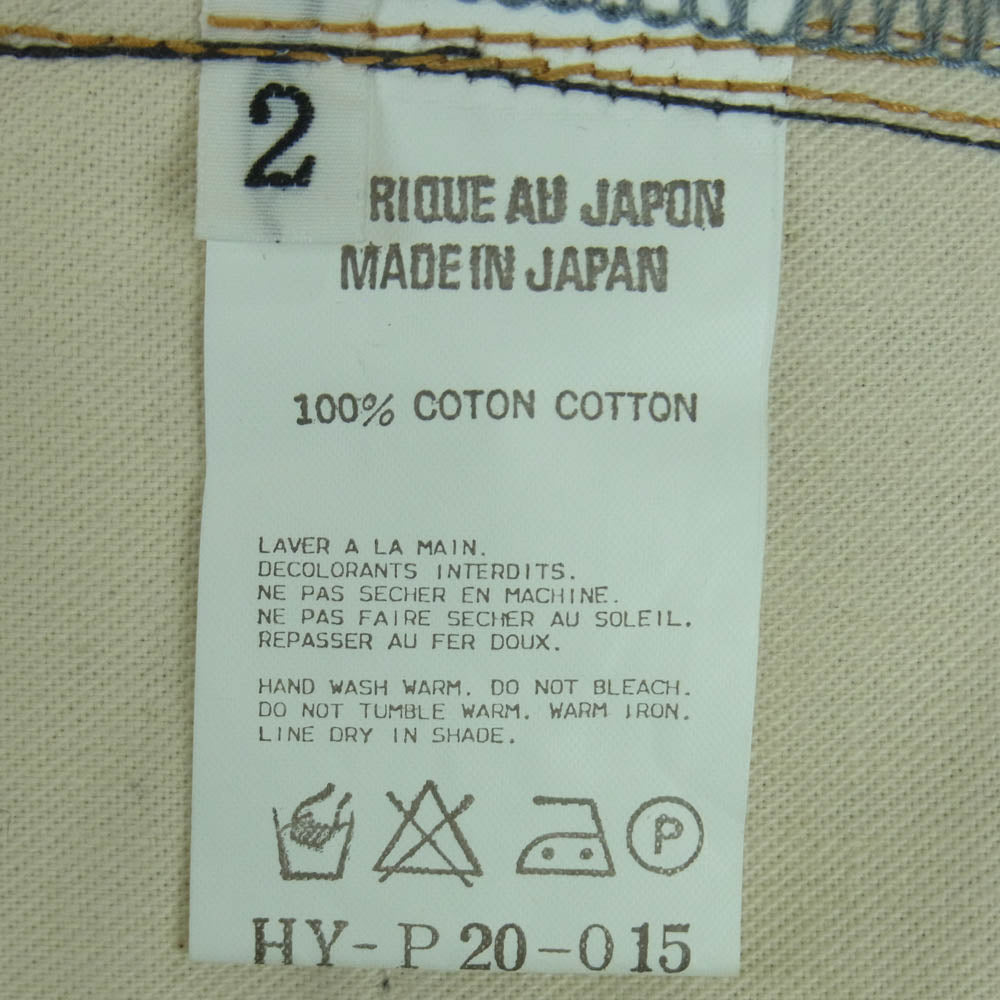 2
RIQUE AU JAPON
MADE IN JAPAN
100% COTON COTTON
LAVER A LA MAIN.
DECOLORANTS INTERDITS.
NE PAS SECHER EN MACHINE.
NE PAS FAIRE SECHER AU SOLEIL.
REPASSER AU FER DOUX.
HAND WASH WARM. DO NOT BLEACH.
DO NOT TUMBLE WARM. WARM IRON.
LINE DRY IN SHADE.
P
HY-P 20-015